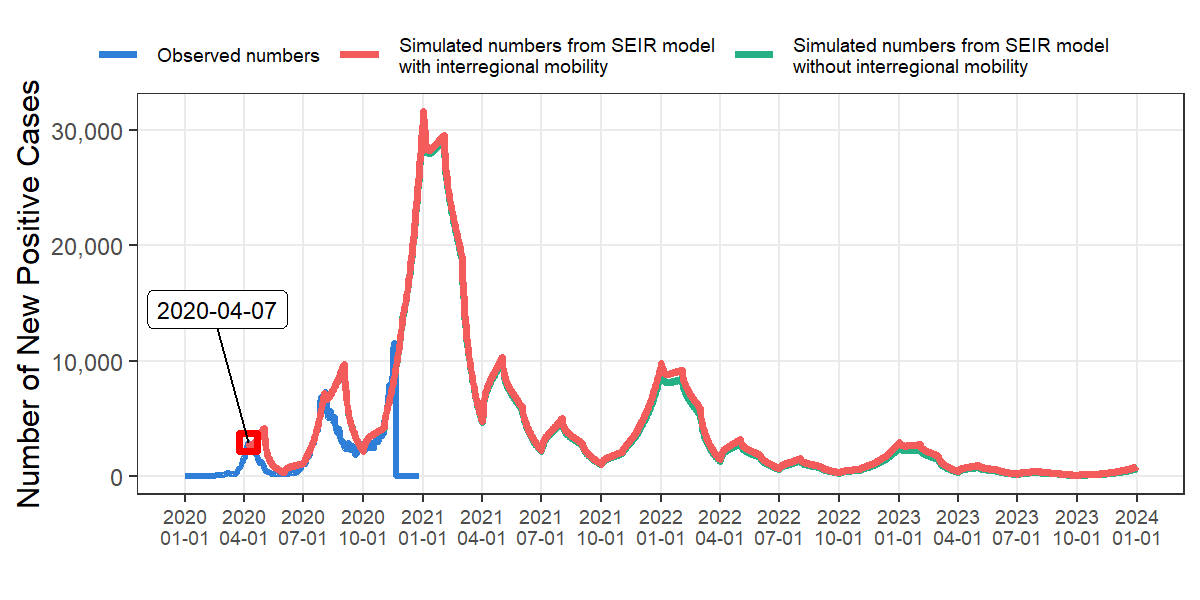 Observed numbers
Simulated numbers from SEIR model
with interregional mobility
Simulated numbers from SEIR model
without interregional mobility
Number of New Positive Cases
30,000
20,000
10,000
0
2020-04-07
2020 2020 2020 2020 2021 2021 2021 2021 2022 2022 2022 2022 2023 2023 2023 2023 2024
01-01 04-01 07-01 10-01 01-01 04-01 07-01 10-01 01-01 04-01 07-01 10-01 01-01 04-01 07-01 10-01 01-01